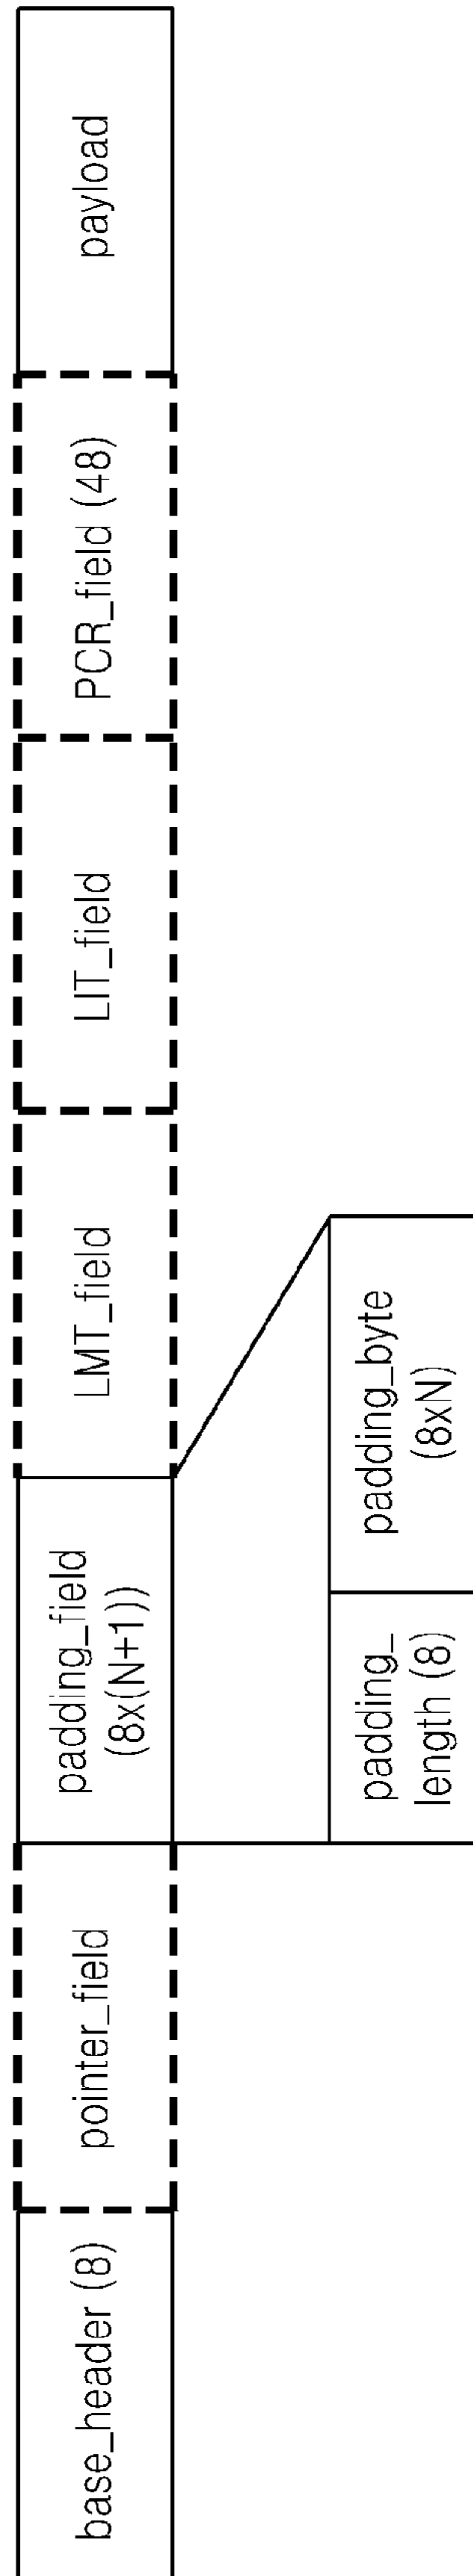 base_header (8)
pointer_field
padding_field
(8x(N+1))
LMT_field
LIT_field
PCR_field (48)
payload
padding_
length (8)
padding_byte
(8xN)